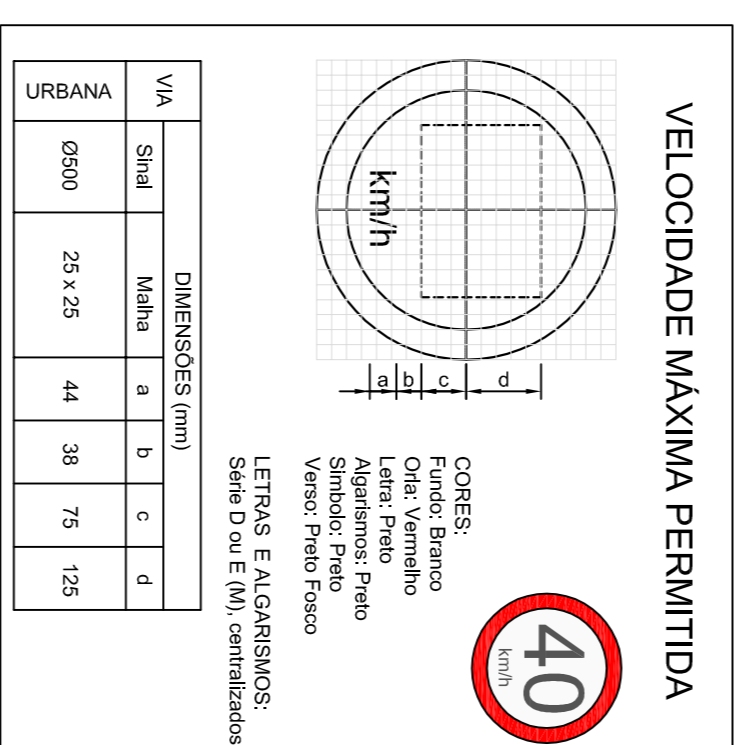 VELOCIDADE MÁXIMA PERMITIDA
km/h
a b c d
40
km/h
CORES:
Fundo: Branco
Orla: Vermelho
Letra: Preto
Algarismos: Preto
Simbolo: Preto
Verso: Preto Fosco
LETRAS E ALGARISMOS:
Série D ou E (M), centralizados
VIA DIMENSÕES (mm)
Sinal Malha a b c d
URBANA Ø500 25 x 25 44 38 75 125